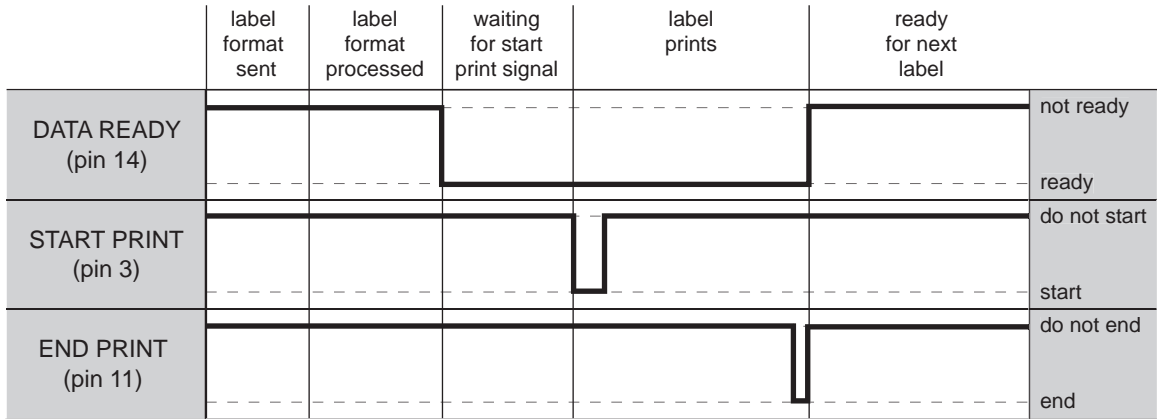 label
format
sent
label
format
processed
waiting
for start
print signal
label
prints
ready
for next
label
DATA READY
(pin 14)
not ready
ready
START PRINT
(pin 3)
do not start
start
END PRINT
(pin 11)
do not end
end